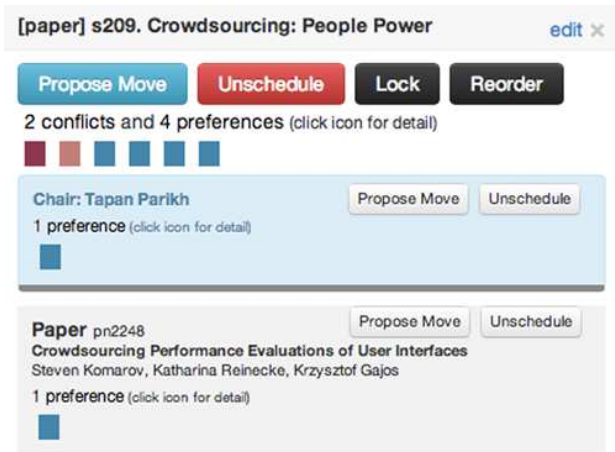 [paper] s209. Crowdsourcing: People Power edit ×
Propose Move Unschedule Lock Reorder
2 conflicts and 4 preferences (click icon for detail)
Chair: Tapan Parikh Propose Move Unschedule
1 preference (click icon for detail)
Paper pn2248 Propose Move Unschedule
Crowdsourcing Performance Evaluations of User Interfaces
Steven Komarov, Katharina Reinecke, Krzysztof Gajos
1 preference (click icon for detail)